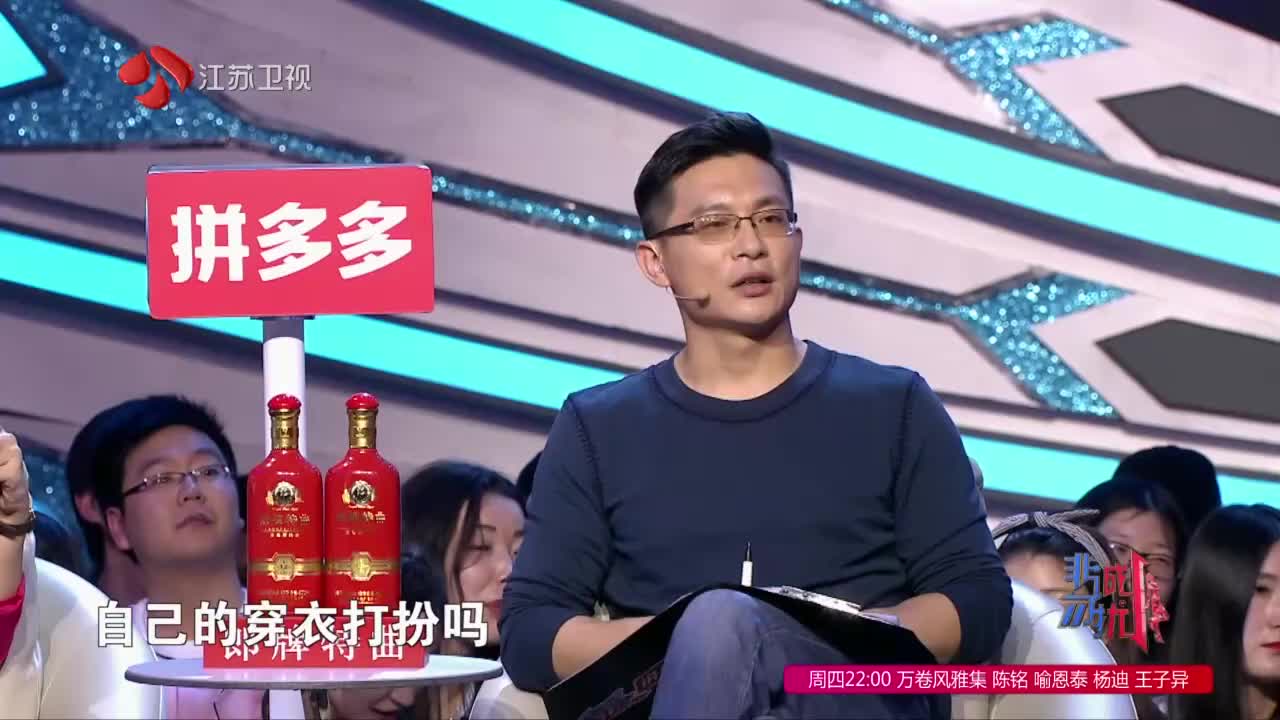 江苏卫视
拼多多
自己的穿衣打扮吗
郎牌特曲
非诚勿扰
周四22:00 万卷风雅集 陈铭 喻恩泰 杨迪 王子异